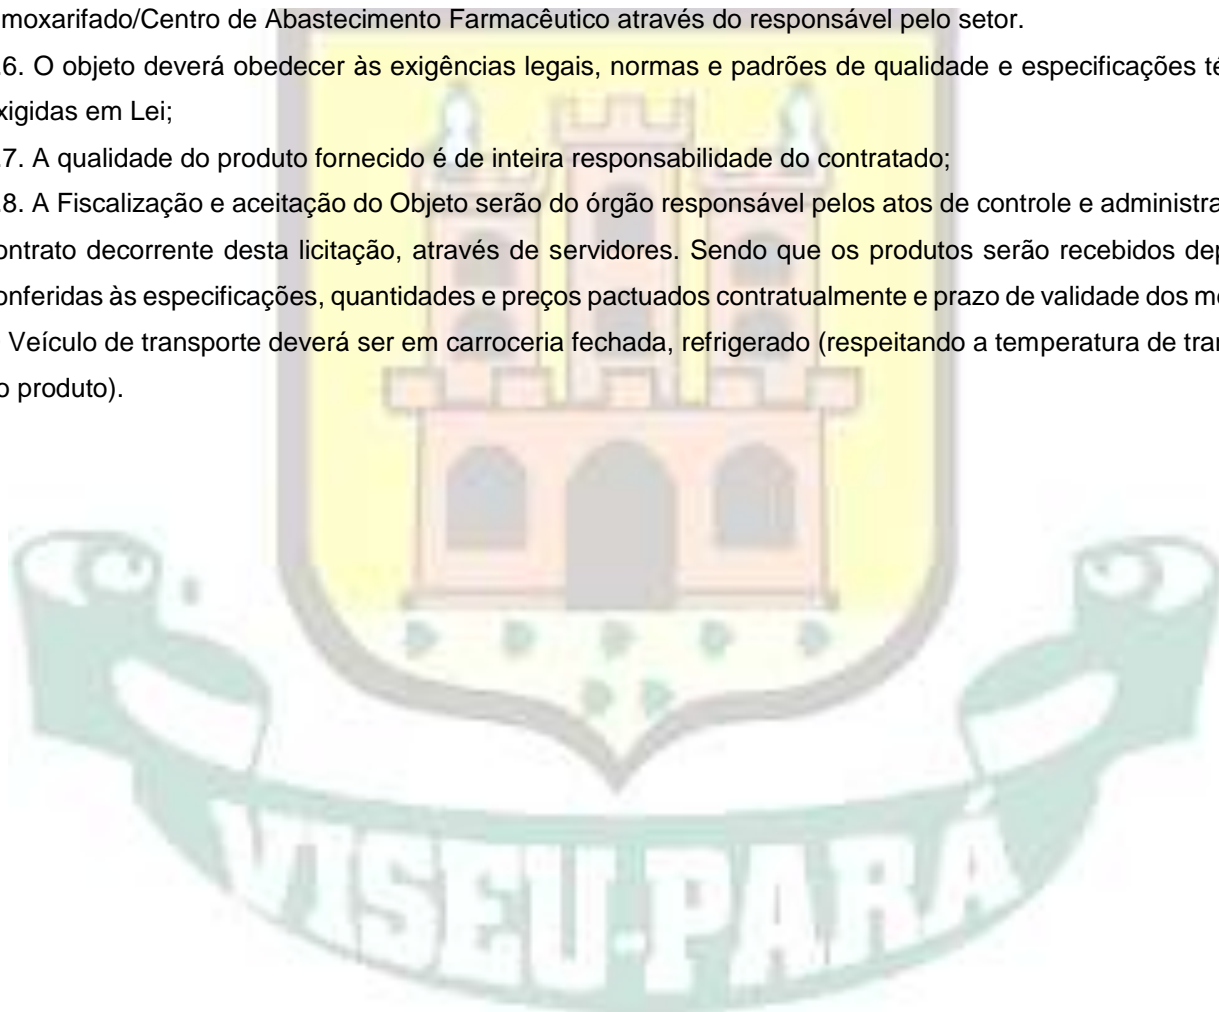 moxarifado/Centro de Abastecimento Farmacêutico através do responsável pelo setor.
.6. O objeto deverá obedecer às exigências legais, normas e padrões de qualidade e especificações té
xigidas em Lei;
.7. A qualidade do produto fornecido é de inteira responsabilidade do contratado;
.8. A Fiscalização e aceitação do Objeto serão do órgão responsável pelos atos de controle e administra
ontrato decorrente desta licitação, através de servidores. Sendo que os produtos serão recebidos dep
onferidas às especificações, quantidades e preços pactuados contratualmente e prazo de validade dos m
Veículo de transporte deverá ser em carroceria fechada, refrigerado (respeitando a temperatura de tra
o produto).
VISEU-PARÁ